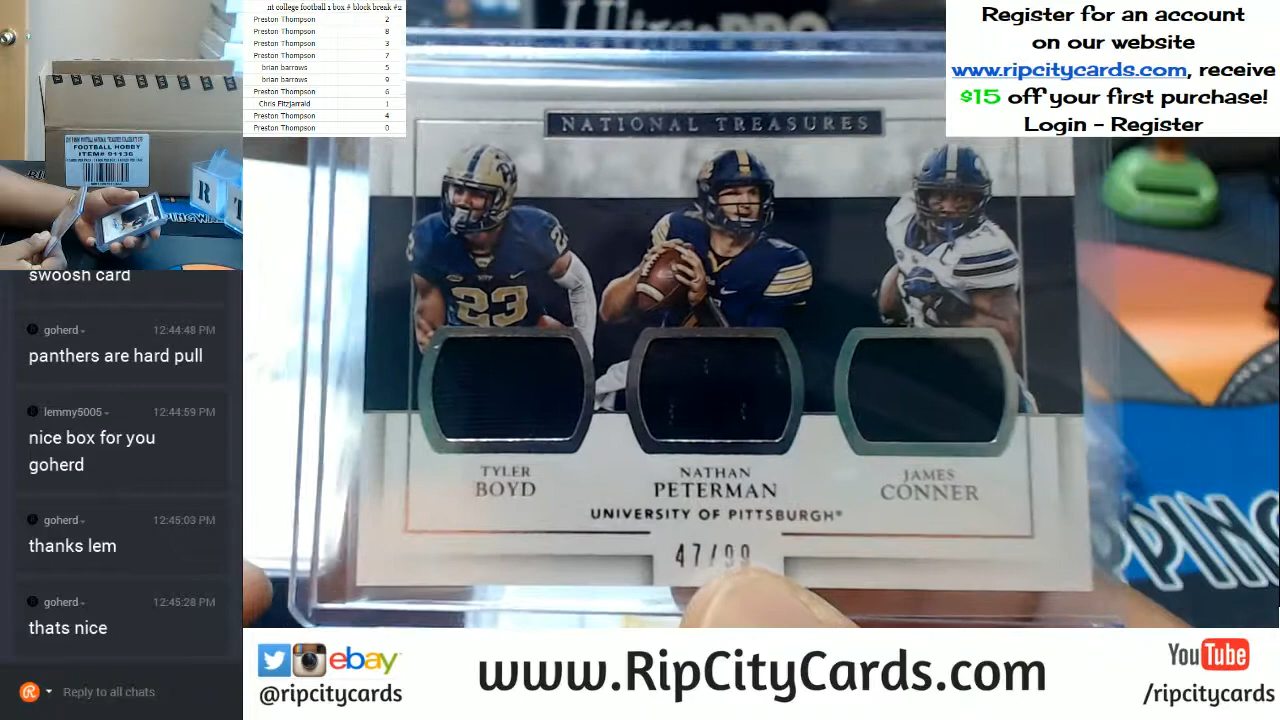 nt college football 1 box # block break #2
Preston Thompson 2
Preston Thompson 8
Preston Thompson 3
Preston Thompson 7
brian barrows 5
brian barrows 9
Preston Thompson 6
Chris Fitzjarrald 1
Preston Thompson 4
Preston Thompson 0
Register for an account
on our website
www.ripcitycards.com, receive
$15 off your first purchase!
Login - Register
FOOTBALL HOBBY
ITEM# 91136
swoosh card
goherd 12:44:48 PM
panthers are hard pull
lemmy5005 12:44:59 PM
nice box for you
goherd
goherd 12:45:03 PM
thanks lem
goherd 12:45:28 PM
thats nice
Reply to all chats
NATIONAL TREASURES
23
TYLER
BOYD
NATHAN
PETERMAN
JAMES
CONNER
UNIVERSITY OF PITTSBURGH®
47/99
ebay
@ripcitycards
www.RipCityCards.com
YouTube
/ripcitycards